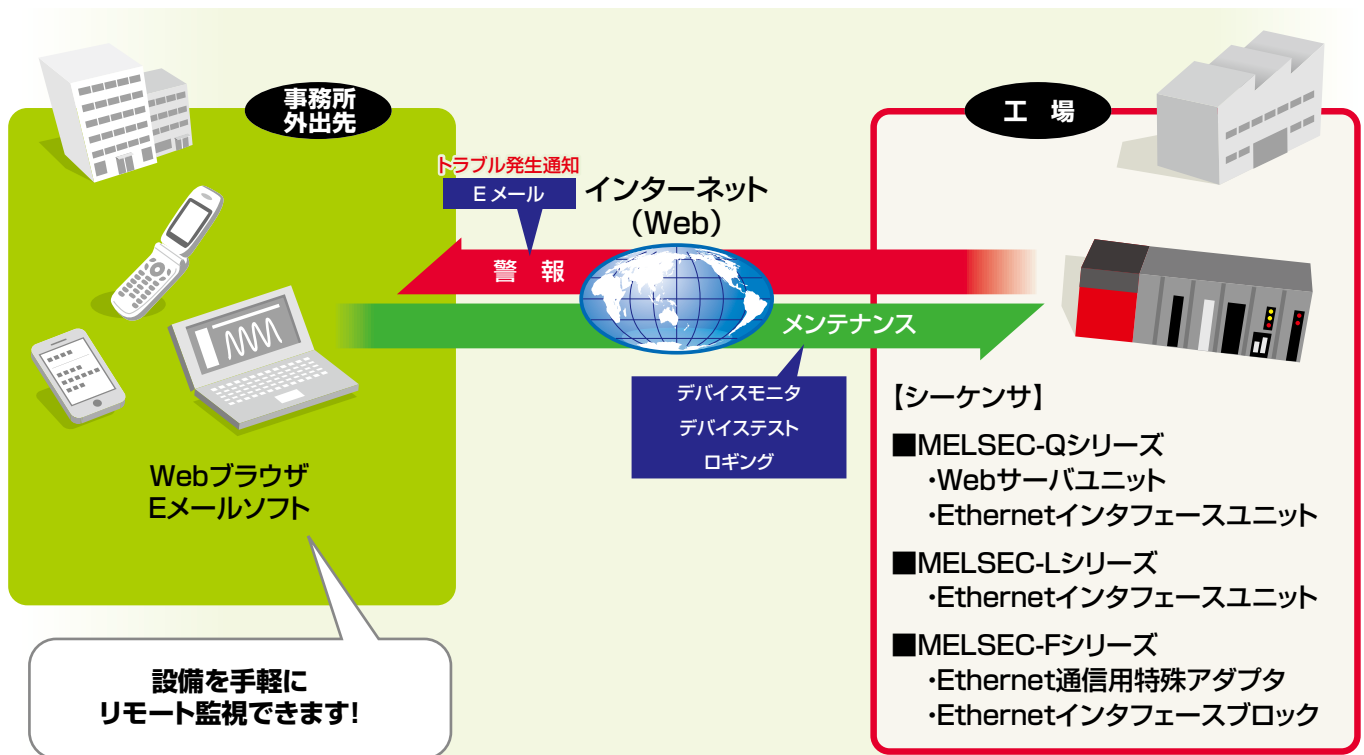 事務所
外出先
Webブラウザ
Eメールソフト
設備を手軽に
リモート監視できます!
トラブル発生通知
Eメール
インターネット
(Web)
警 報
メンテナンス
デバイスモニタ
デバイステスト
ロギング
工 場
【シーケンサ】
■MELSEC-Qシリーズ
・Webサーバユニット
・Ethernetインタフェースユニット
■MELSEC-Lシリーズ
・Ethernetインタフェースユニット
■MELSEC-Fシリーズ
・Ethernet通信用特殊アダプタ
・Ethernetインタフェースブロック